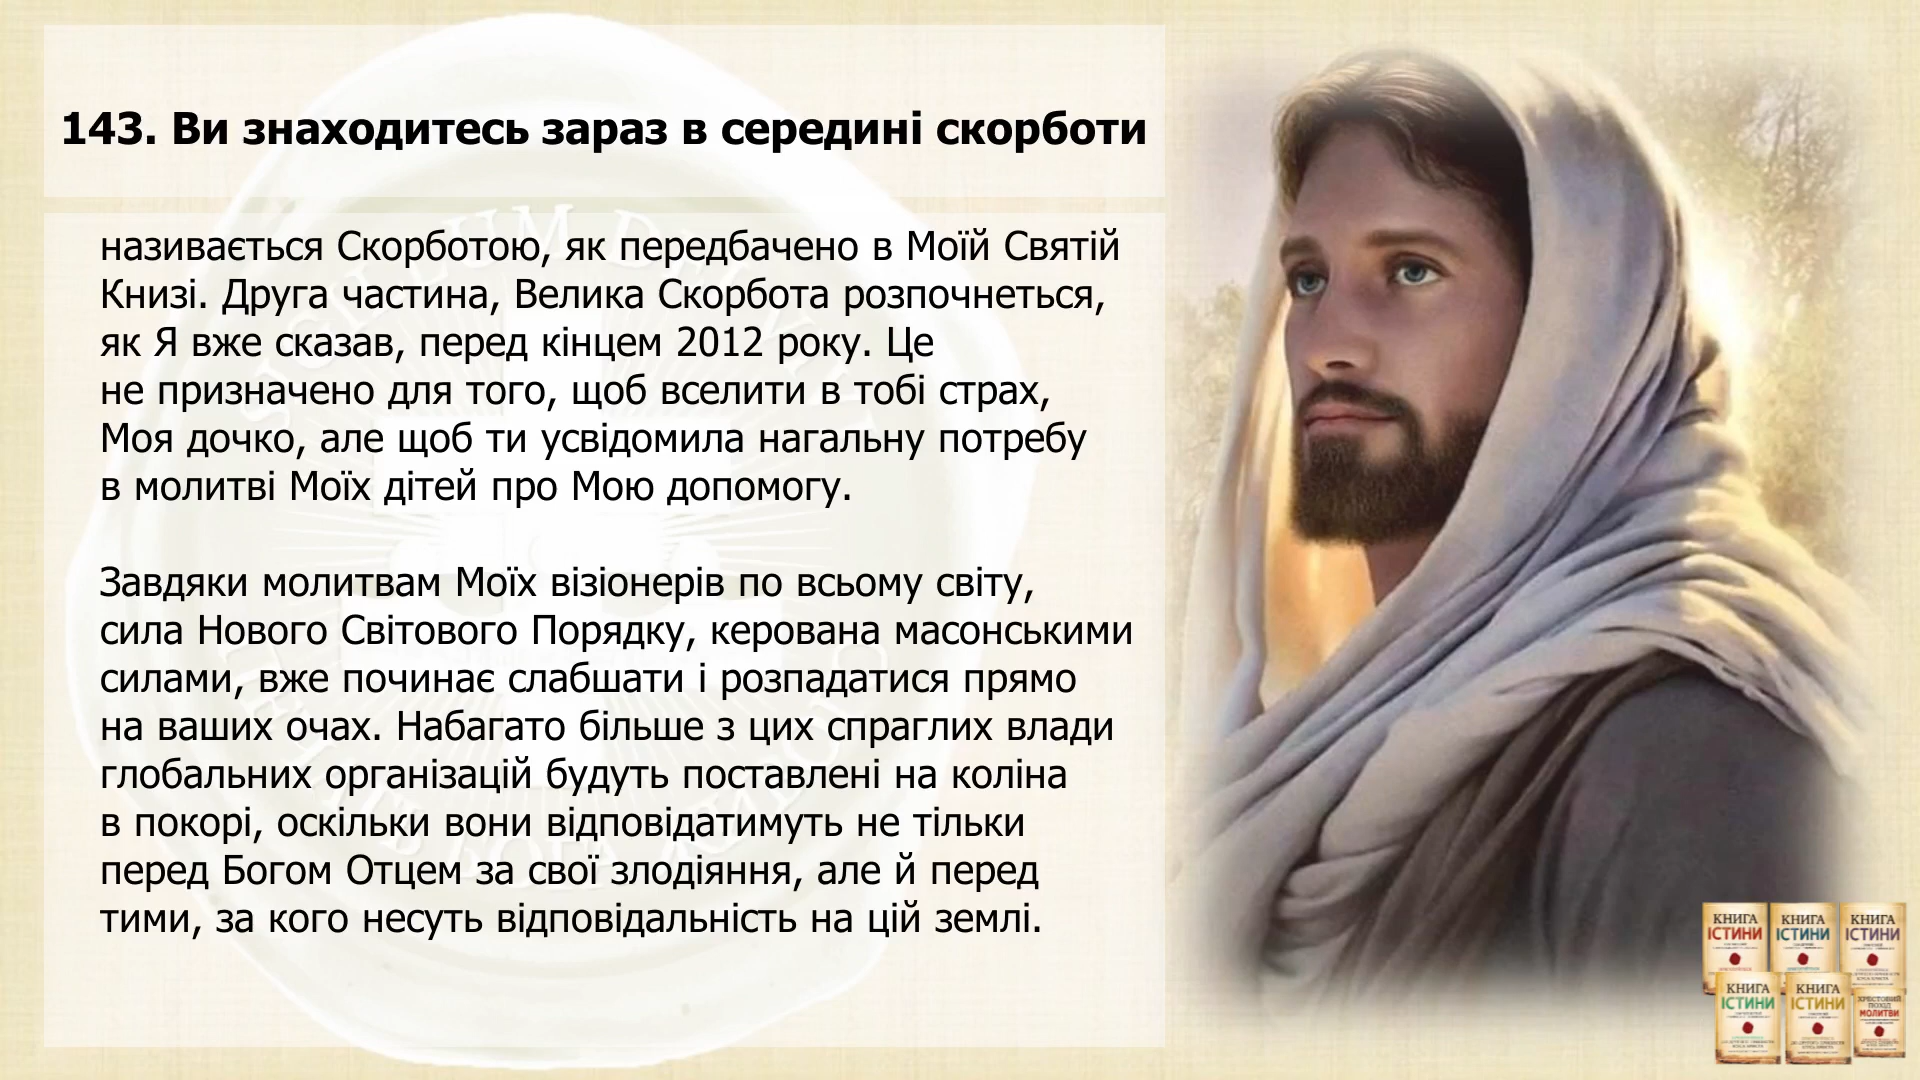 143. Ви знаходитесь зараз в середині скорботи
називається Скорботою, як передбачено в Моїй Святій
Книзі. Друга частина, Велика Скорбота розпочнеться,
як Я вже сказав, перед кінцем 2012 року. Це
не призначено для того, щоб вселити в тобі страх,
Моя дочко, але щоб ти усвідомила нагальну потребу
в молитві Моїх дітей про Мою допомогу.
Завдяки молитвам Моїх візіонерів по всьому світу,
сила Нового Світового Порядку, керована масонськими
силами, вже починає слабшати і розпадатися прямо
на ваших очах. Набагато більше з цих спраглих влади
глобальних організацій будуть поставлені на коліна
в покорі, оскільки вони відповідатимуть не тільки
перед Богом Отцем за свої злодіяння, але й перед
тими, за кого несуть відповідальність на цій землі.
КНИГА
ІСТИНИ
КНИГА
ІСТИНИ
КНИГА
ІСТИНИ
КНИГА
ІСТИНИ
КНИГА
ІСТИНИ
ХРЕСТОВИЙ
ПОХІД
МОЛИТВИ